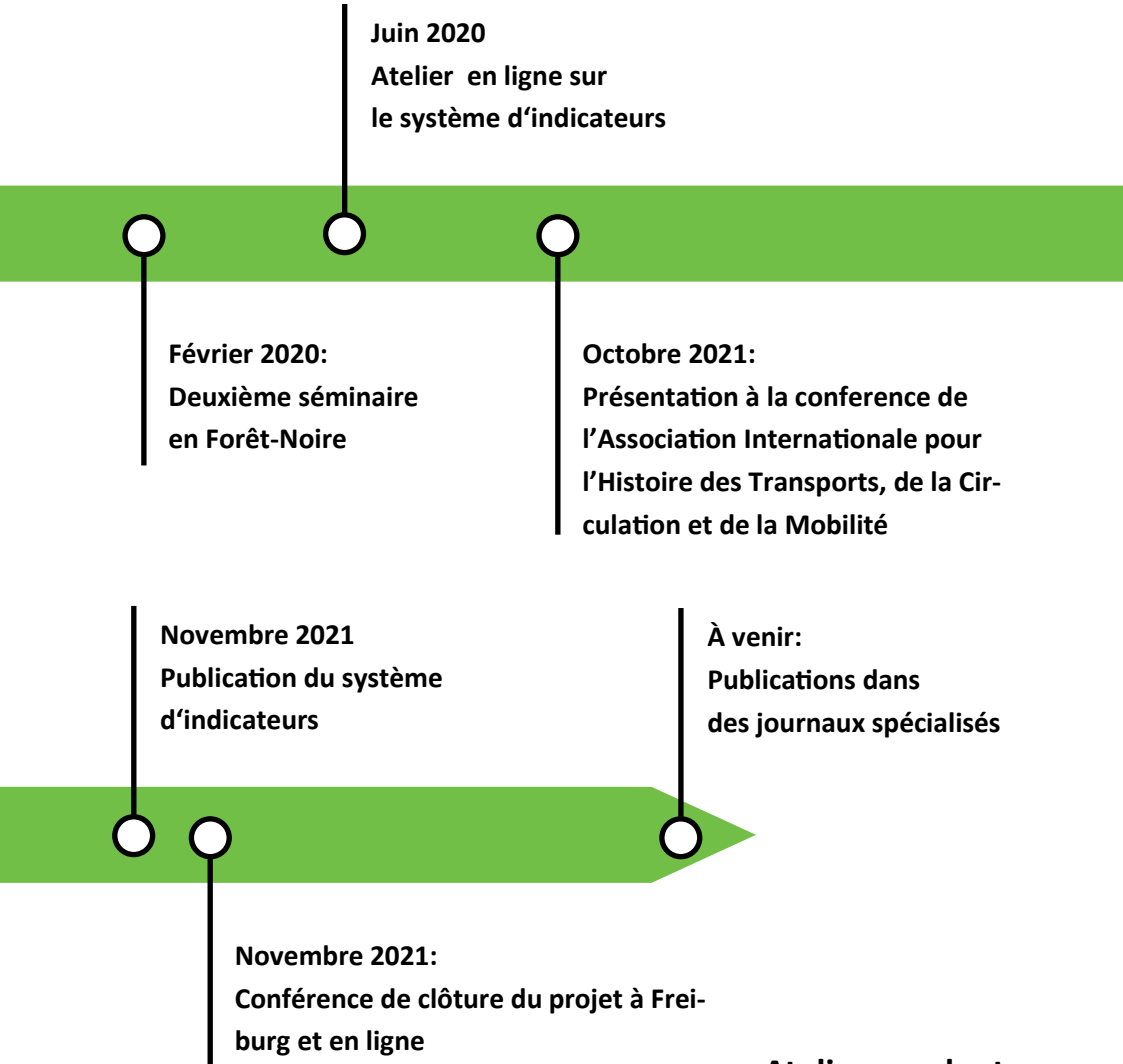 Juin 2020
Atelier  en ligne sur
le système d‘indicateurs
Février 2020:
Deuxième séminaire
en Forêt-Noire
Octobre 2021:
Présentation à la conference de
l’Association Internationale pour
l’Histoire des Transports, de la Cir-
culation et de la Mobilité
Novembre 2021
Publication du système
d‘indicateurs
À venir:
Publications dans
des journaux spécialisés
Novembre 2021:
Conférence de clôture du projet à Frei-
burg et en ligne